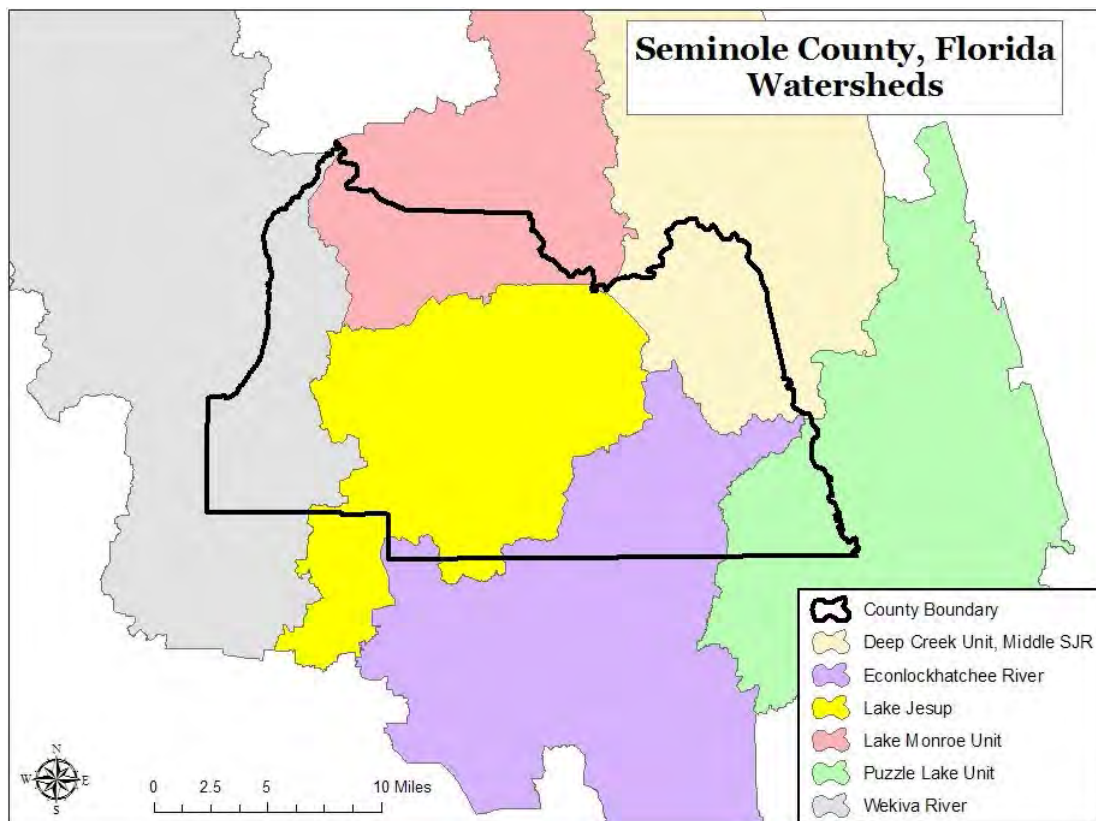 Seminole County, Florida
Watersheds
County Boundary
Deep Creek Unit, Middle SJR
Econlockhatchee River
Lake Jesup
Lake Monroe Unit
Puzzle Lake Unit
Wekiva River
N
W E
S
0 2.5 5 10 Miles